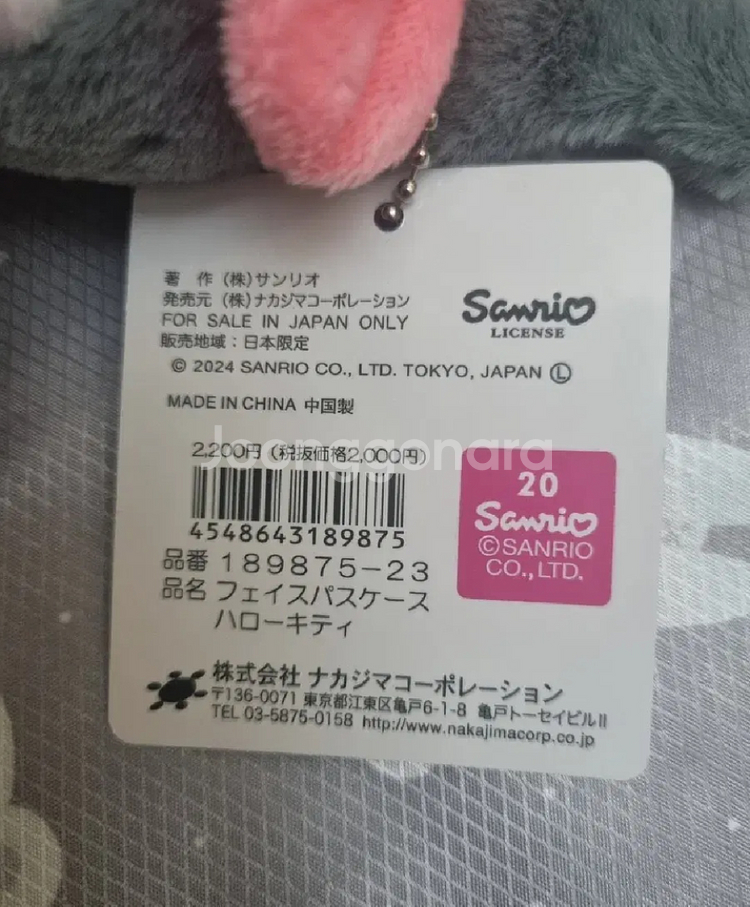 著 作 (株)サンリオ
発売元 (株)ナカジマコーポレーション
FOR SALE IN JAPAN ONLY
販売地域：日本限定
© 2024 SANRIO CO., LTD. TOKYO, JAPAN Ⓛ
MADE IN CHINA 中国製
Sanrio
LICENSE
2,200円（税抜価格2,000円）
Joonggonara
4548643189875
品番 189875-23
品名 フェイスパスケース
ハローキティ
20
Sanrio
©SANRIO
CO., LTD.
株式会社 ナカジマコーポレーション
〒136-0071 東京都江東区亀戸6-1-8 亀戸トーセイビルⅡ
TEL 03-5875-0158 http://www.nakajimacorp.co.jp